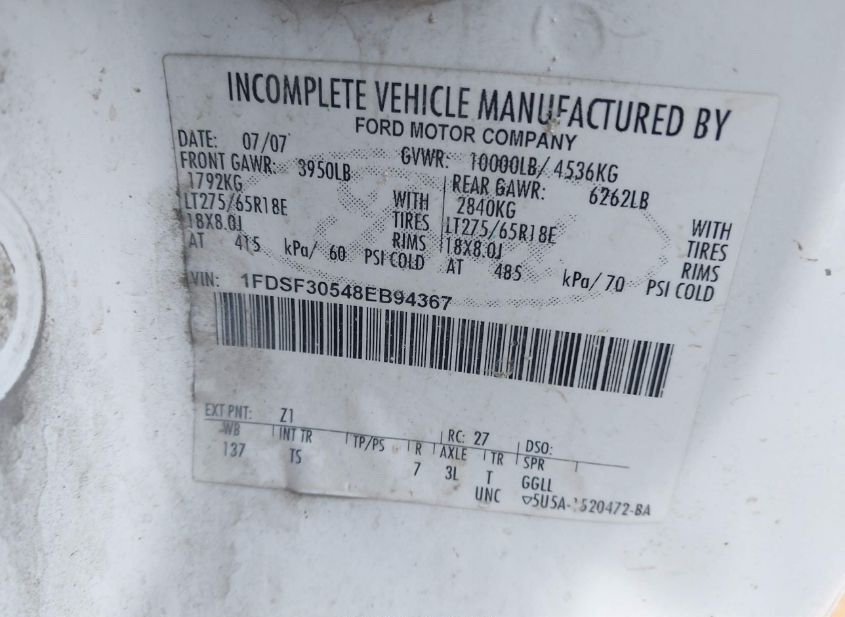 INCOMPLETE VEHICLE MANUFACTURED BY
FORD MOTOR COMPANY
DATE: 07/07 GVWR: 10000LB/ 4536KG
FRONT GAWR: 3950LB REAR GAWR: 6262LB
1792KG WITH 2840KG WITH
LT275/65R18E TIRES LT275/65R18E TIRES
18X8.0J RIMS 18X8.0J RIMS
AT 415 kPa/ 60 PSI COLD AT 485 kPa/ 70 PSI COLD
VIN: 1FDSF30548EB94367
EXT PNT: Z1 RC: 27 DSO:
WB INT TR TP/PS R AXLE TR SPR
137 TS 7 3L T GGLL
UNC 5U5A-1520472-BA